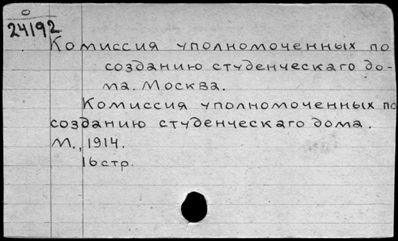 О
24192
Комиссия уполномоченных по
созданию студенческаго до-
ма. Москва.
Комиссия уполномоченных по
созданию студенческаго дома.
М., 1914.
16 стр.